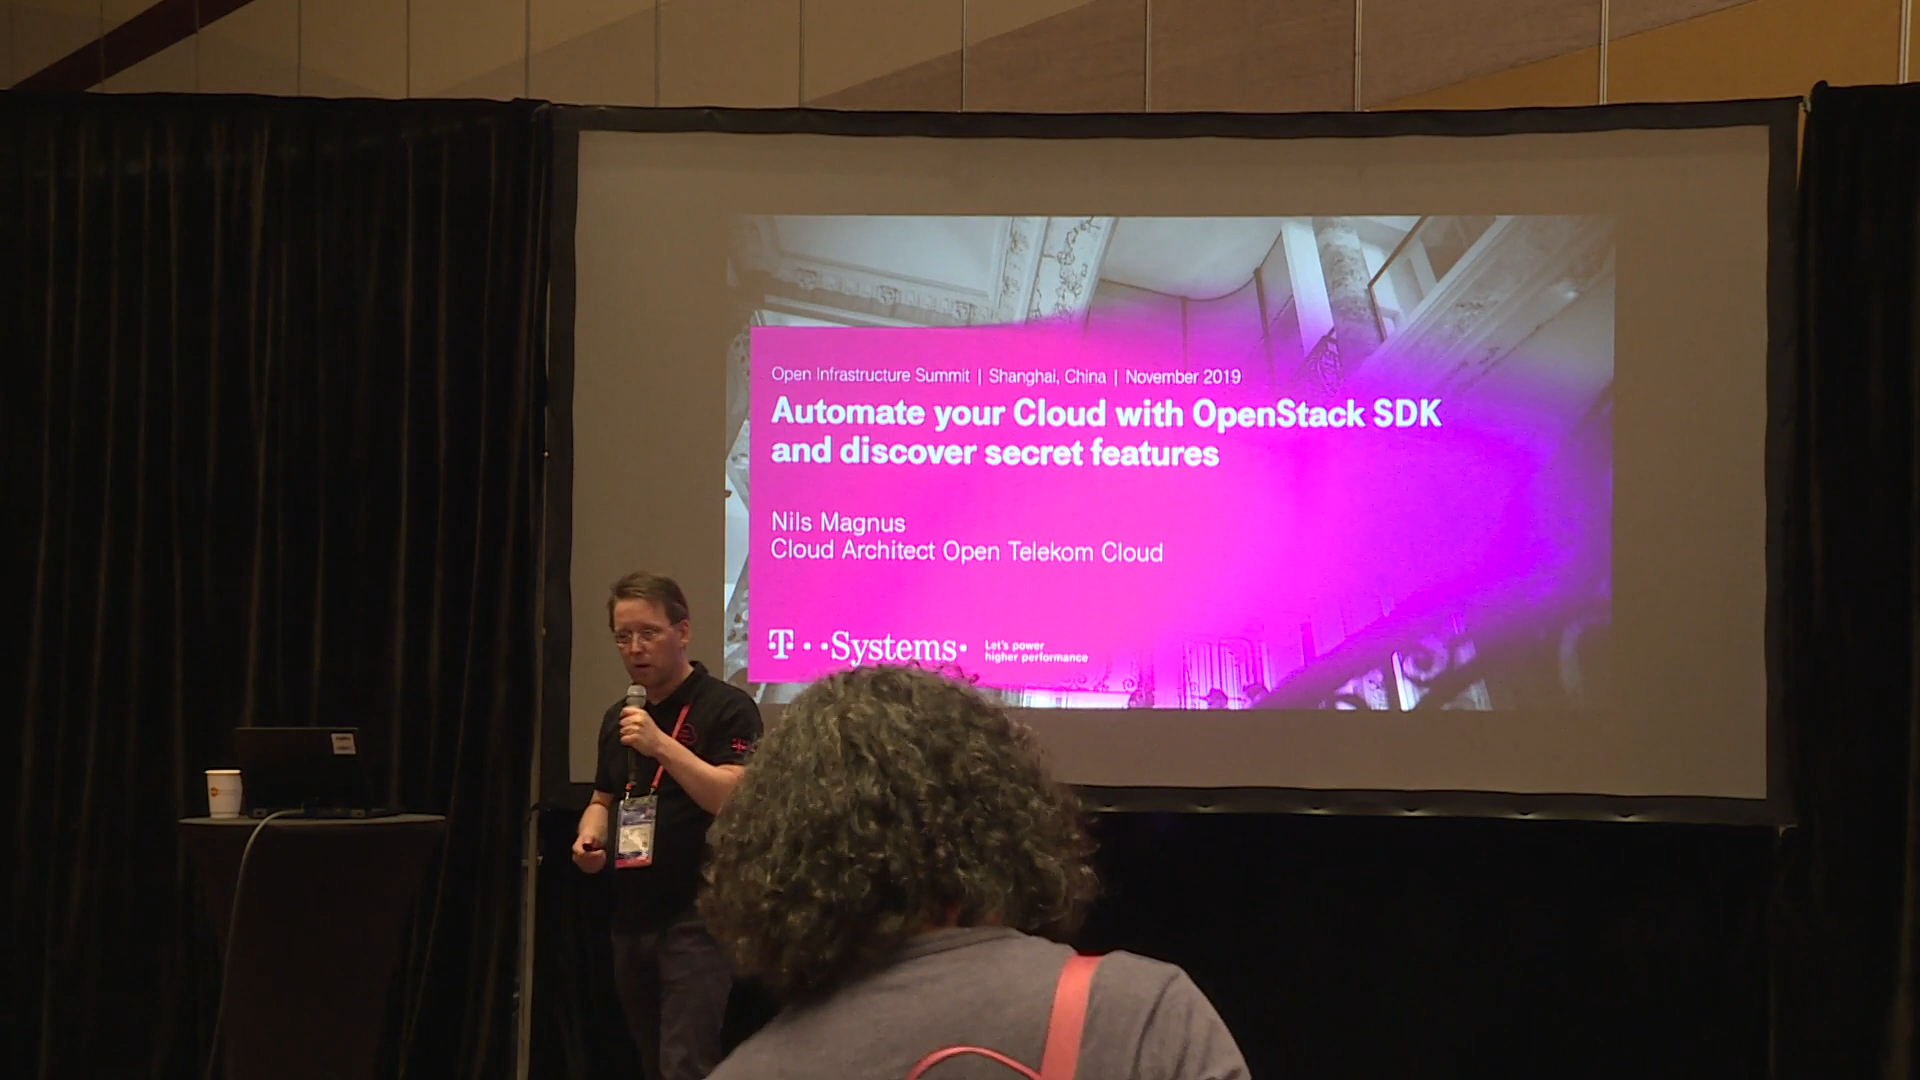 Open Infrastructure Summit | Shanghai, China | November 2019
Automate your Cloud with OpenStack SDK
and discover secret features
Nils Magnus
Cloud Architect Open Telekom Cloud
T··Systems·
Let's power
higher performance